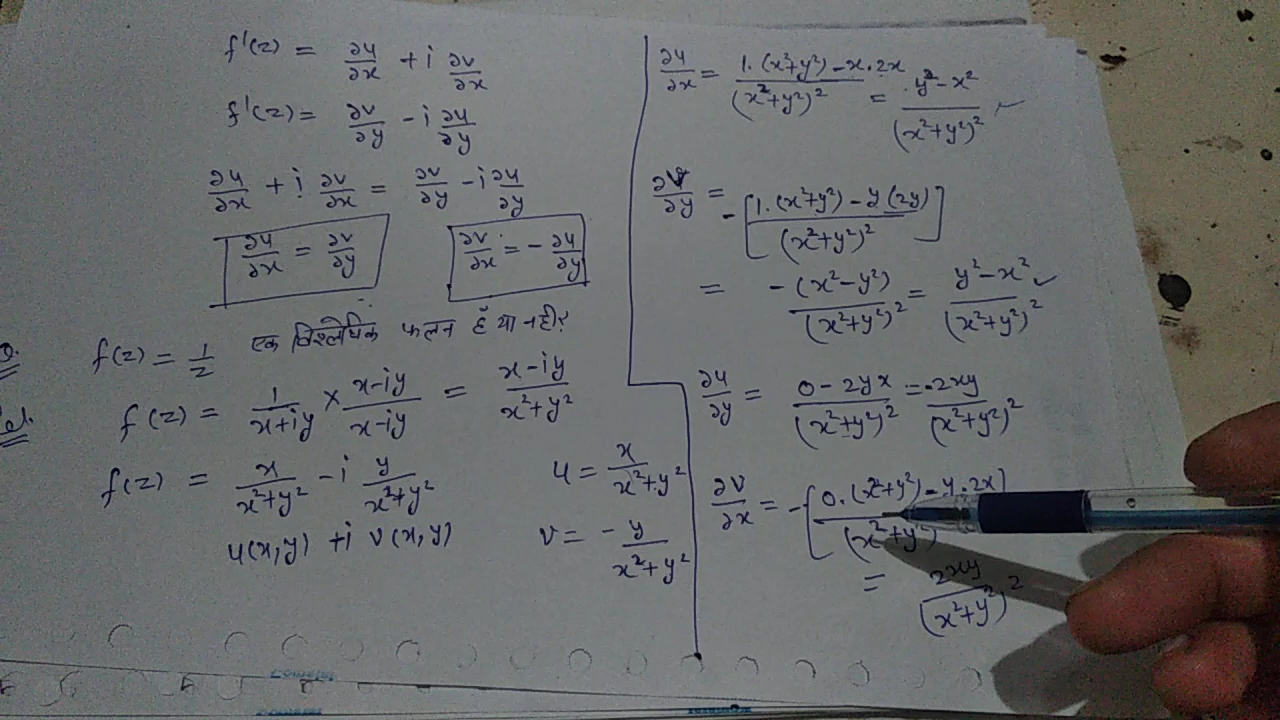 f'(z) = ∂u/∂x + i ∂v/∂x
f'(z) = ∂v/∂y - i ∂u/∂y
∂u/∂x + i ∂v/∂x = ∂v/∂y - i ∂u/∂y
∂u/∂x = ∂v/∂y ∂v/∂x = - ∂u/∂y
Q. f(z) = 1/z एक विश्लेषिक फलन है या नही?
f(z) = 1/(x+iy) × (x-iy)/(x-iy) = (x-iy)/(x²+y²)
f(z) = x/(x²+y²) - i y/(x²+y²) u = x/(x²+y²)
u(x,y) + i v(x,y) v = -y/(x²+y²)
∂u/∂x = (1.(x²+y²) - x.2x)/(x²+y²)² = (y²-x²)/(x²+y²)² ✓
∂v/∂y = -[(1.(x²+y²) - y(2y))/(x²+y²)²]
= -(x²-y²)/(x²+y²)² = (y²-x²)/(x²+y²)² ✓
∂u/∂y = (0 - 2yx)/(x²+y²)² = -2xy/(x²+y²)²
∂v/∂x = -[(0.(x²+y²) - y.2x)/(x²+y²)
= 2xy/(x²+y²)²